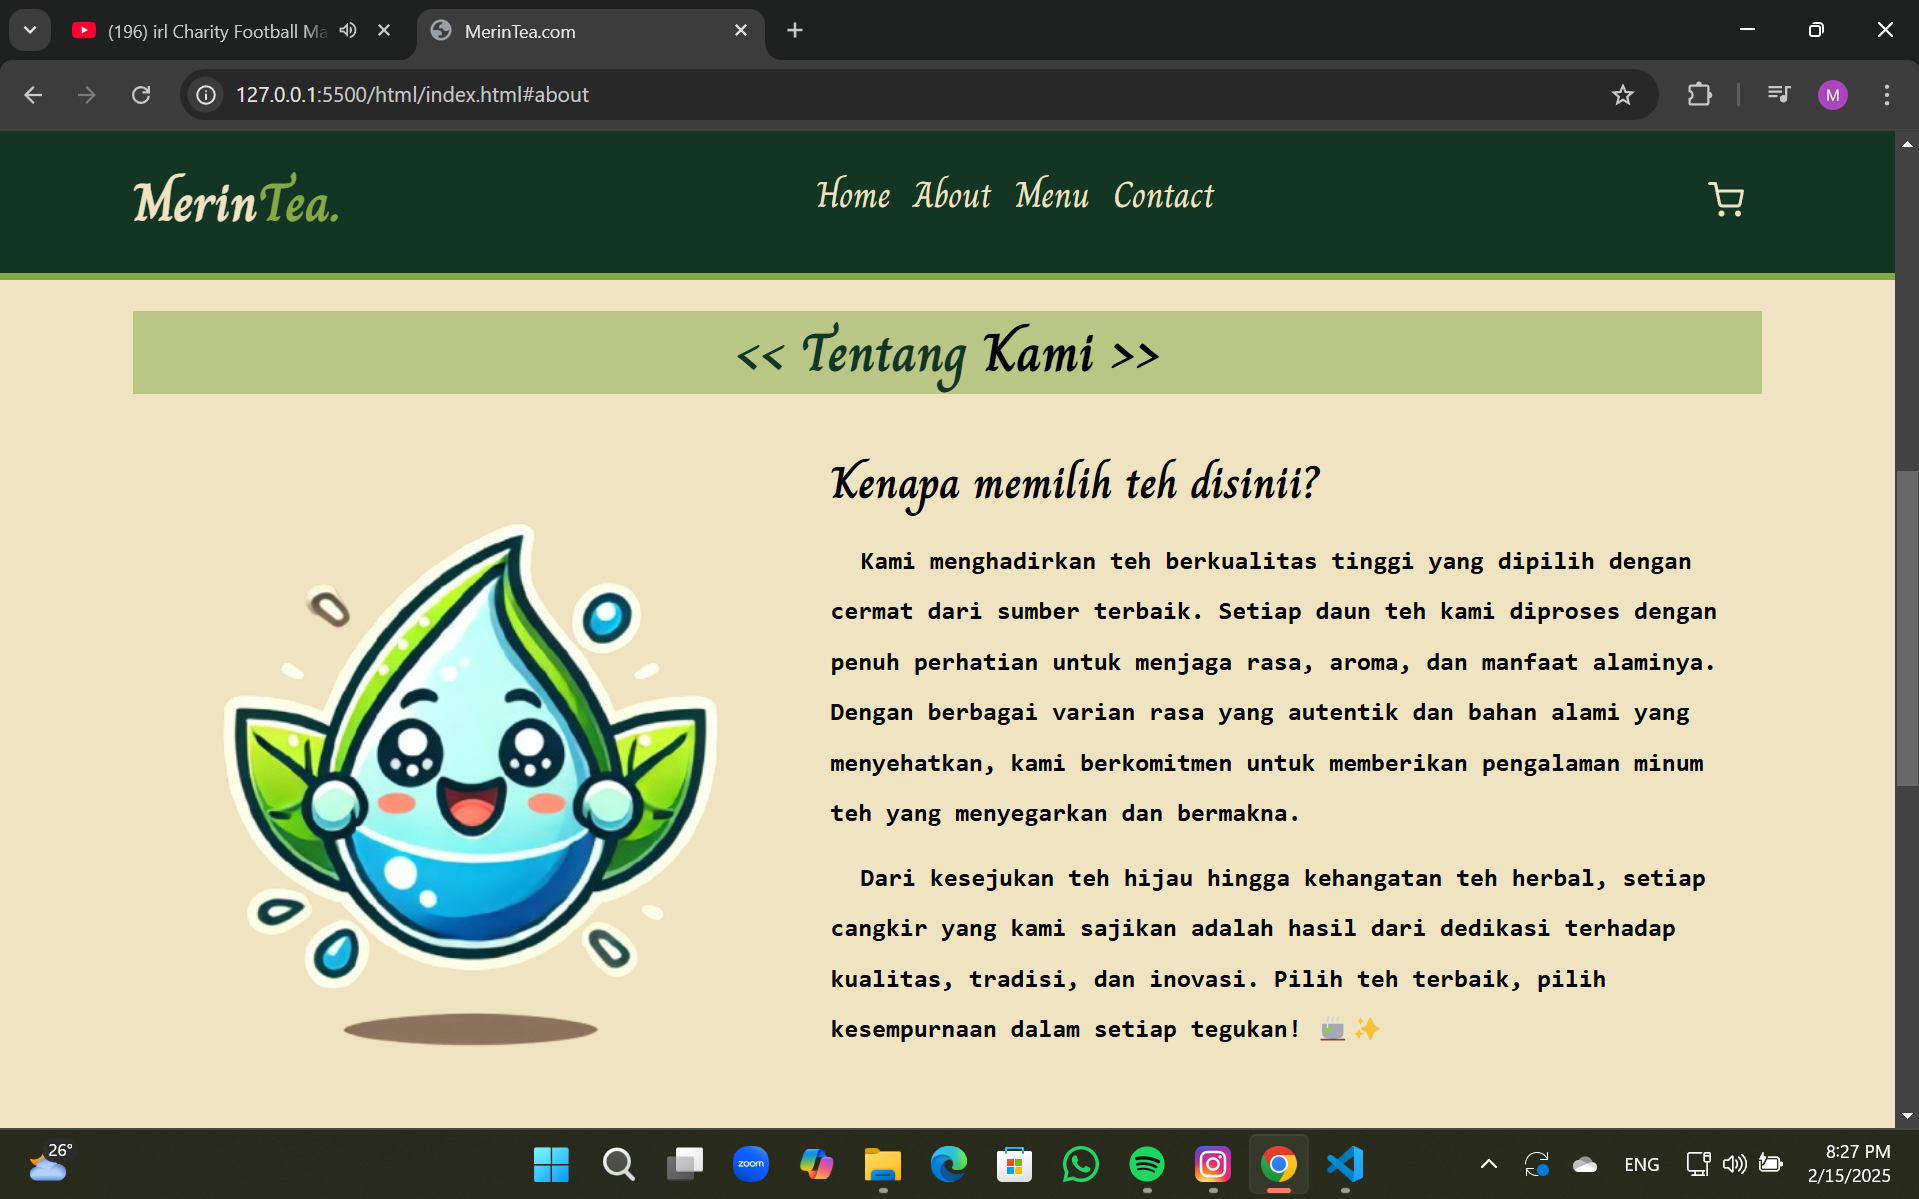 (196) irl Charity Football Ma
MerinTea.com
127.0.0.1:5500/html/index.html#about
M
MerinTea.
Home About Menu Contact
<< Tentang Kami >>
Kenapa memilih teh disinii?
Kami menghadirkan teh berkualitas tinggi yang dipilih dengan
cermat dari sumber terbaik. Setiap daun teh kami diproses dengan
penuh perhatian untuk menjaga rasa, aroma, dan manfaat alaminya.
Dengan berbagai varian rasa yang autentik dan bahan alami yang
menyehatkan, kami berkomitmen untuk memberikan pengalaman minum
teh yang menyegarkan dan bermakna.
Dari kesejukan teh hijau hingga kehangatan teh herbal, setiap
cangkir yang kami sajikan adalah hasil dari dedikasi terhadap
kualitas, tradisi, dan inovasi. Pilih teh terbaik, pilih
kesempurnaan dalam setiap tegukan! 🍵✨
26°
zoom
ENG
8:27 PM
2/15/2025